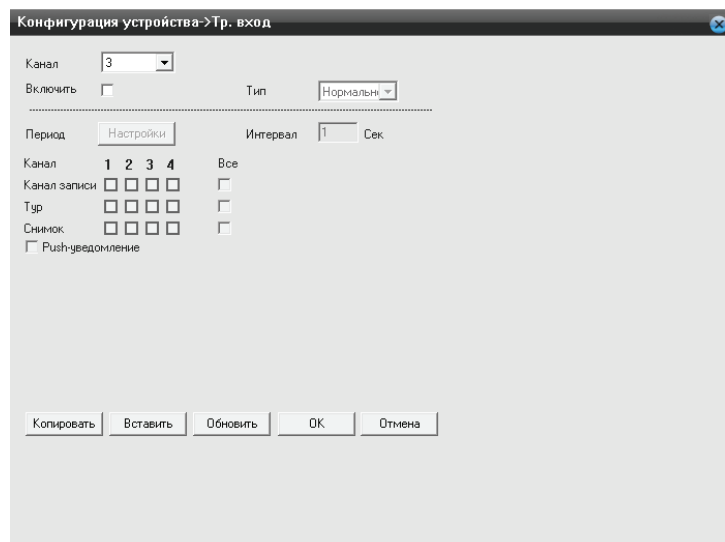 Конфигурация устройства->Тр. вход
Канал 3
Включить Тип Нормальн
Период Настройки Интервал 1 Сек
Канал 1 2 3 4 Все
Канал записи
Тур
Снимок
Push-уведомление
Копировать Вставить Обновить OK Отмена